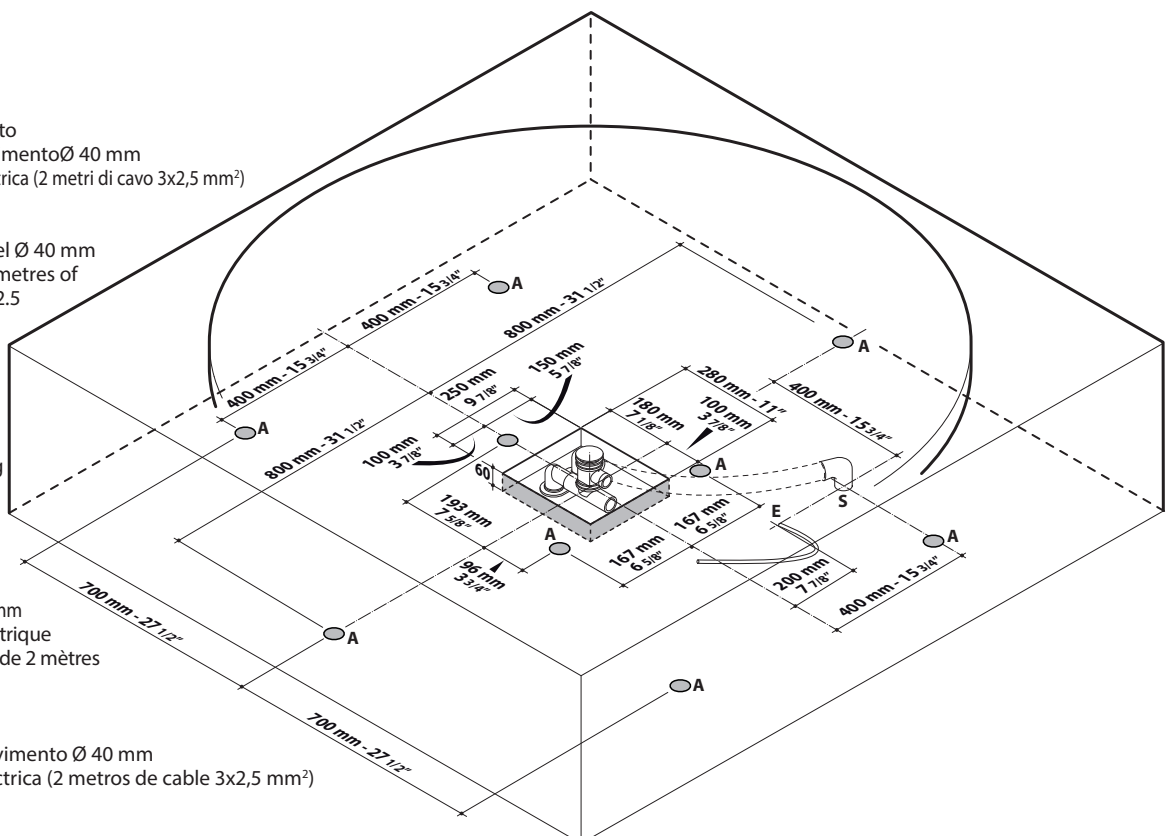 to
mentoØ 40 mm
trica (2 metri di cavo 3x2,5 mm²)
el Ø 40 mm
metres of
2.5
A
400 mm - 15 3/4"
800 mm - 31 1/2"
A
150 mm
5 7/8"
250 mm
9 7/8"
280 mm - 11"
400 mm - 15 3/4"
400 mm - 15 3/4"
180 mm
7 1/8"
100 mm
3 7/8"
A
800 mm - 31 1/2"
100 mm
3 7/8"
60
A
S
E
193 mm
7 5/8"
167 mm
6 5/8"
A
167 mm
6 5/8"
A
96 mm
3 3/4"
200 mm
7 7/8"
400 mm - 15 3/4"
700 mm - 27 1/2"
mm
trique
de 2 mètres
A
A
700 mm - 27 1/2"
vimento Ø 40 mm
ctrica (2 metros de cable 3x2,5 mm²)